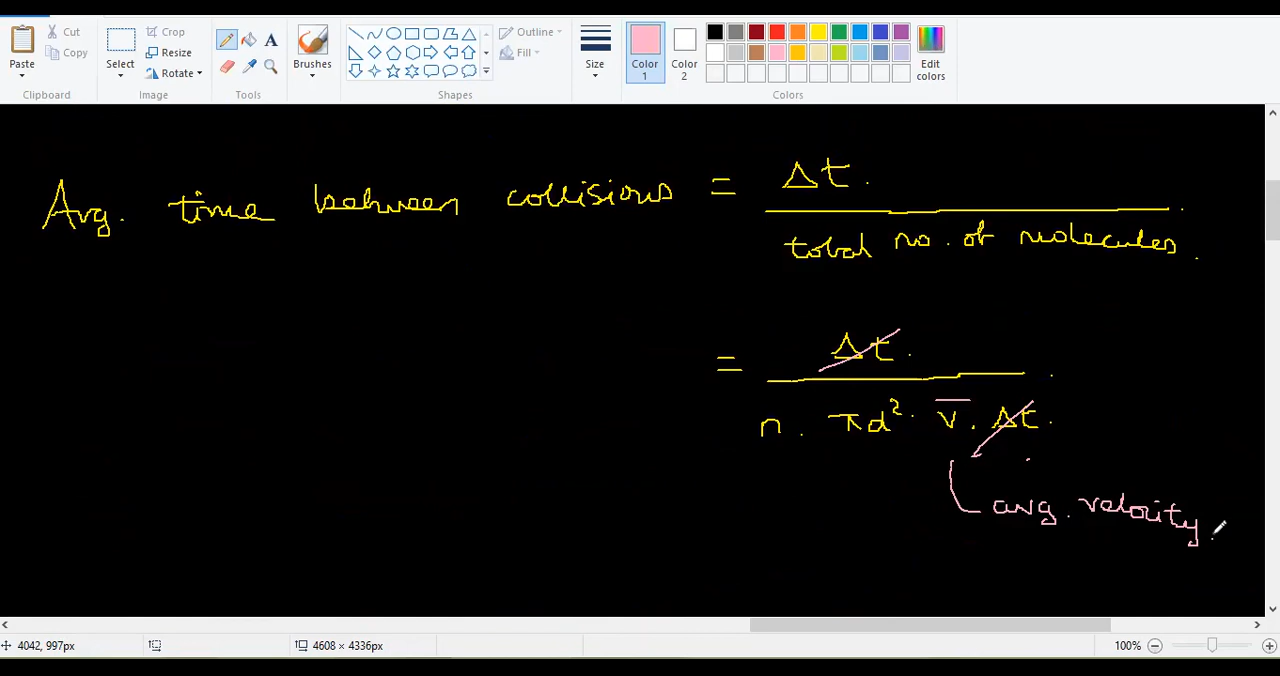 Cut
Copy
Paste
Clipboard
Select
Crop
Resize
Rotate
Image
A
Tools
Brushes
Outline
Fill
Shapes
Size
Color 1
Color 2
Edit colors
Colors
Avg. time between collisions = Δt.
total no. of molecules.
= Δt.
n. πd². v̅. Δt.
avg. velocity.
4042, 997px
4608 × 4336px
100%